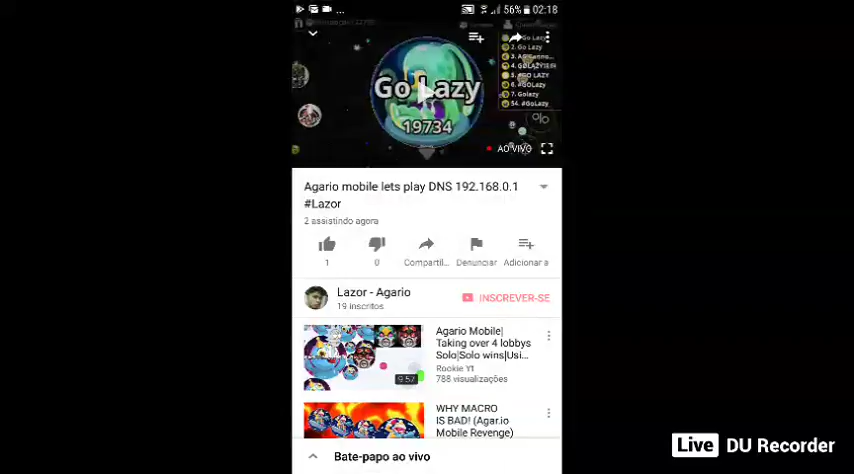 56% 02:18
Go Lazy
19734
2. Go Lazy
4. GOLAZY
5. #GO LAZY
6. #GOLazy
7. Golazy
54. #GoLazy
AO VIVO
Agario mobile lets play DNS 192.168.0.1
#Lazor
2 assistindo agora
1 0 Compartil... Denunciar Adicionar a
Lazor - Agario
19 inscritos
INSCREVER-SE
Agario Mobile|
Taking over 4 lobbys
Solo|Solo wins|Usi...
Rookie Y1
788 visualizações
9:57
WHY MACRO
IS BAD! (Agar.io
Mobile Revenge)
Bate-papo ao vivo
Live DU Recorder